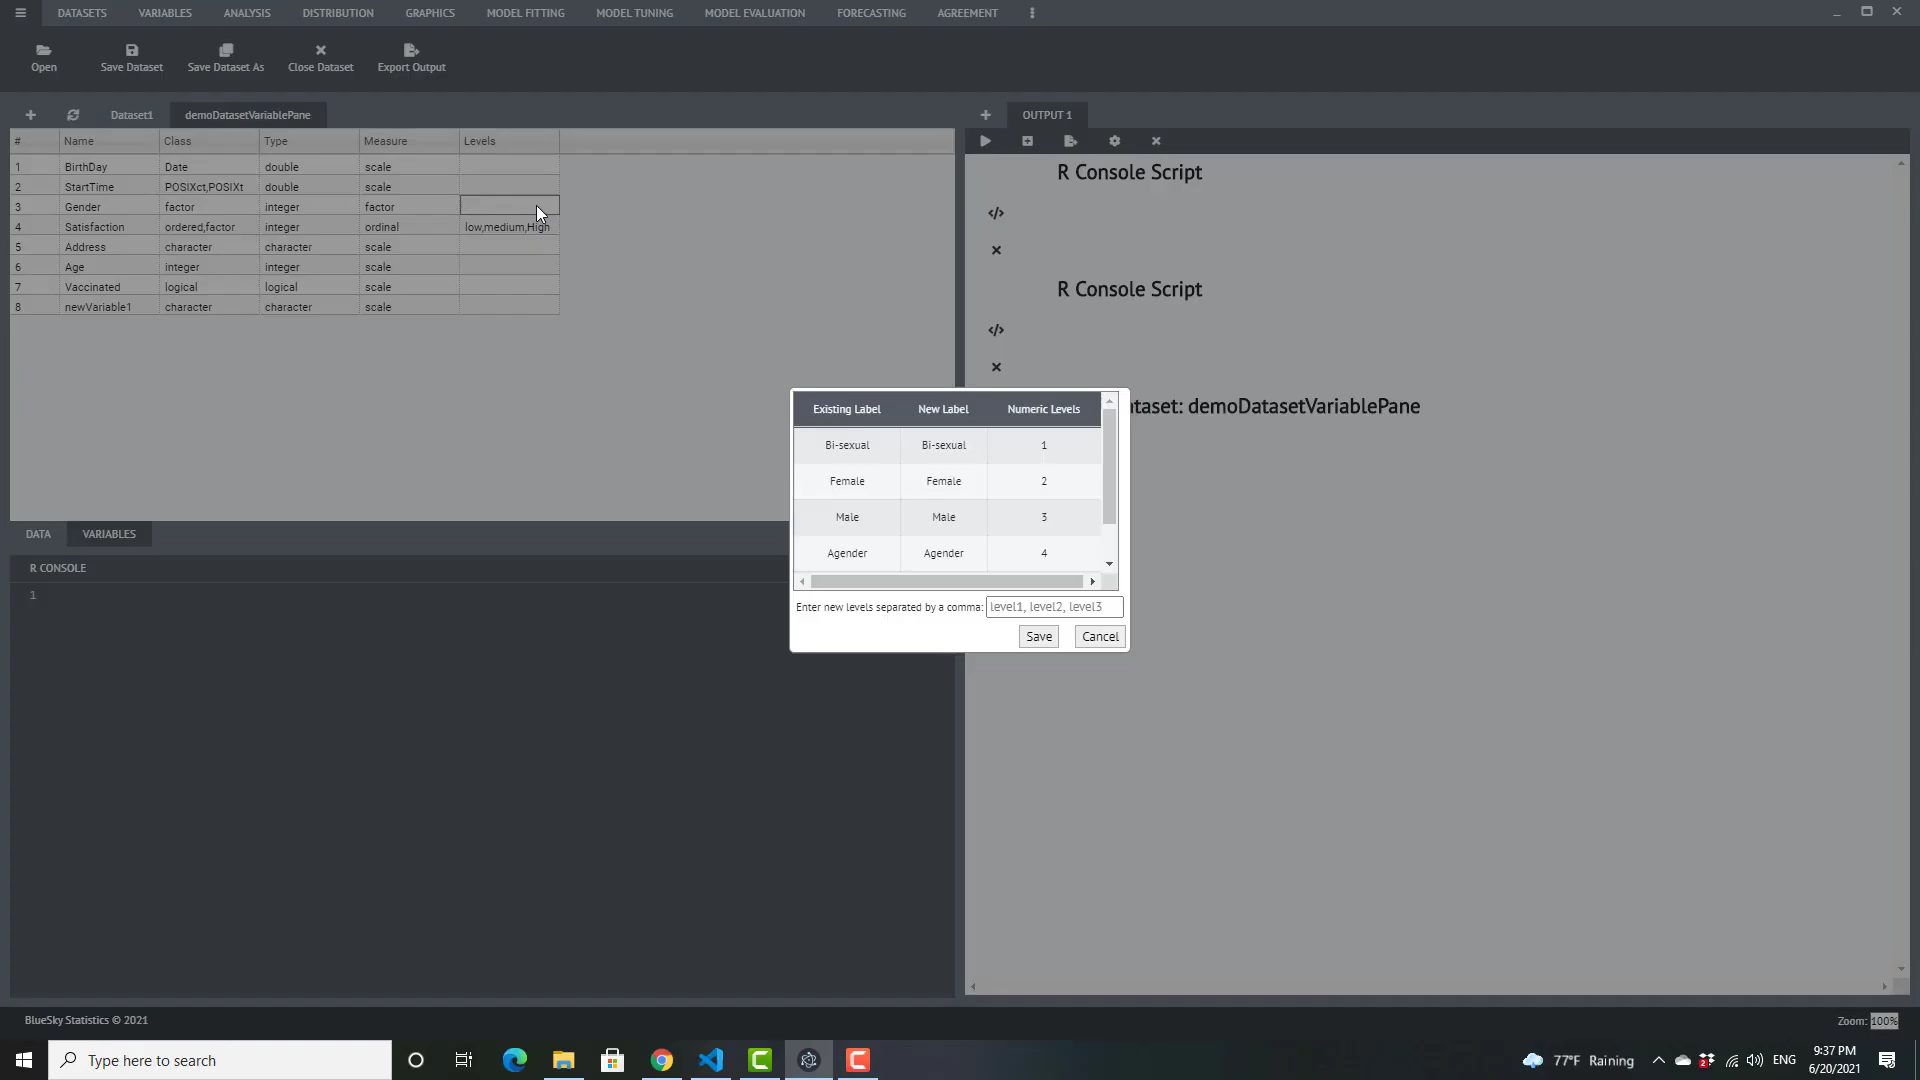 DATASETS VARIABLES ANALYSIS DISTRIBUTION GRAPHICS MODEL FITTING MODEL TUNING MODEL EVALUATION FORECASTING AGREEMENT
Open Save Dataset Save Dataset As Close Dataset Export Output
Dataset1 demoDatasetVariablePane
# Name Class Type Measure Levels
1 BirthDay Date double scale
2 StartTime POSIXct,POSIXt double scale
3 Gender factor integer factor
4 Satisfaction ordered,factor integer ordinal low,medium,High
5 Address character character scale
6 Age integer integer scale
7 Vaccinated logical logical scale
8 newVariable1 character character scale
DATA VARIABLES
R CONSOLE
1
OUTPUT 1
R Console Script
</>
R Console Script
</>
ataset: demoDatasetVariablePane
Existing Label New Label Numeric Levels
Bi-sexual Bi-sexual 1
Female Female 2
Male Male 3
Agender Agender 4
Enter new levels separated by a comma: level1, level2, level3
Save Cancel
BlueSky Statistics © 2021
Zoom: 100%
Type here to search
77°F Raining
2
ENG
9:37 PM
6/20/2021